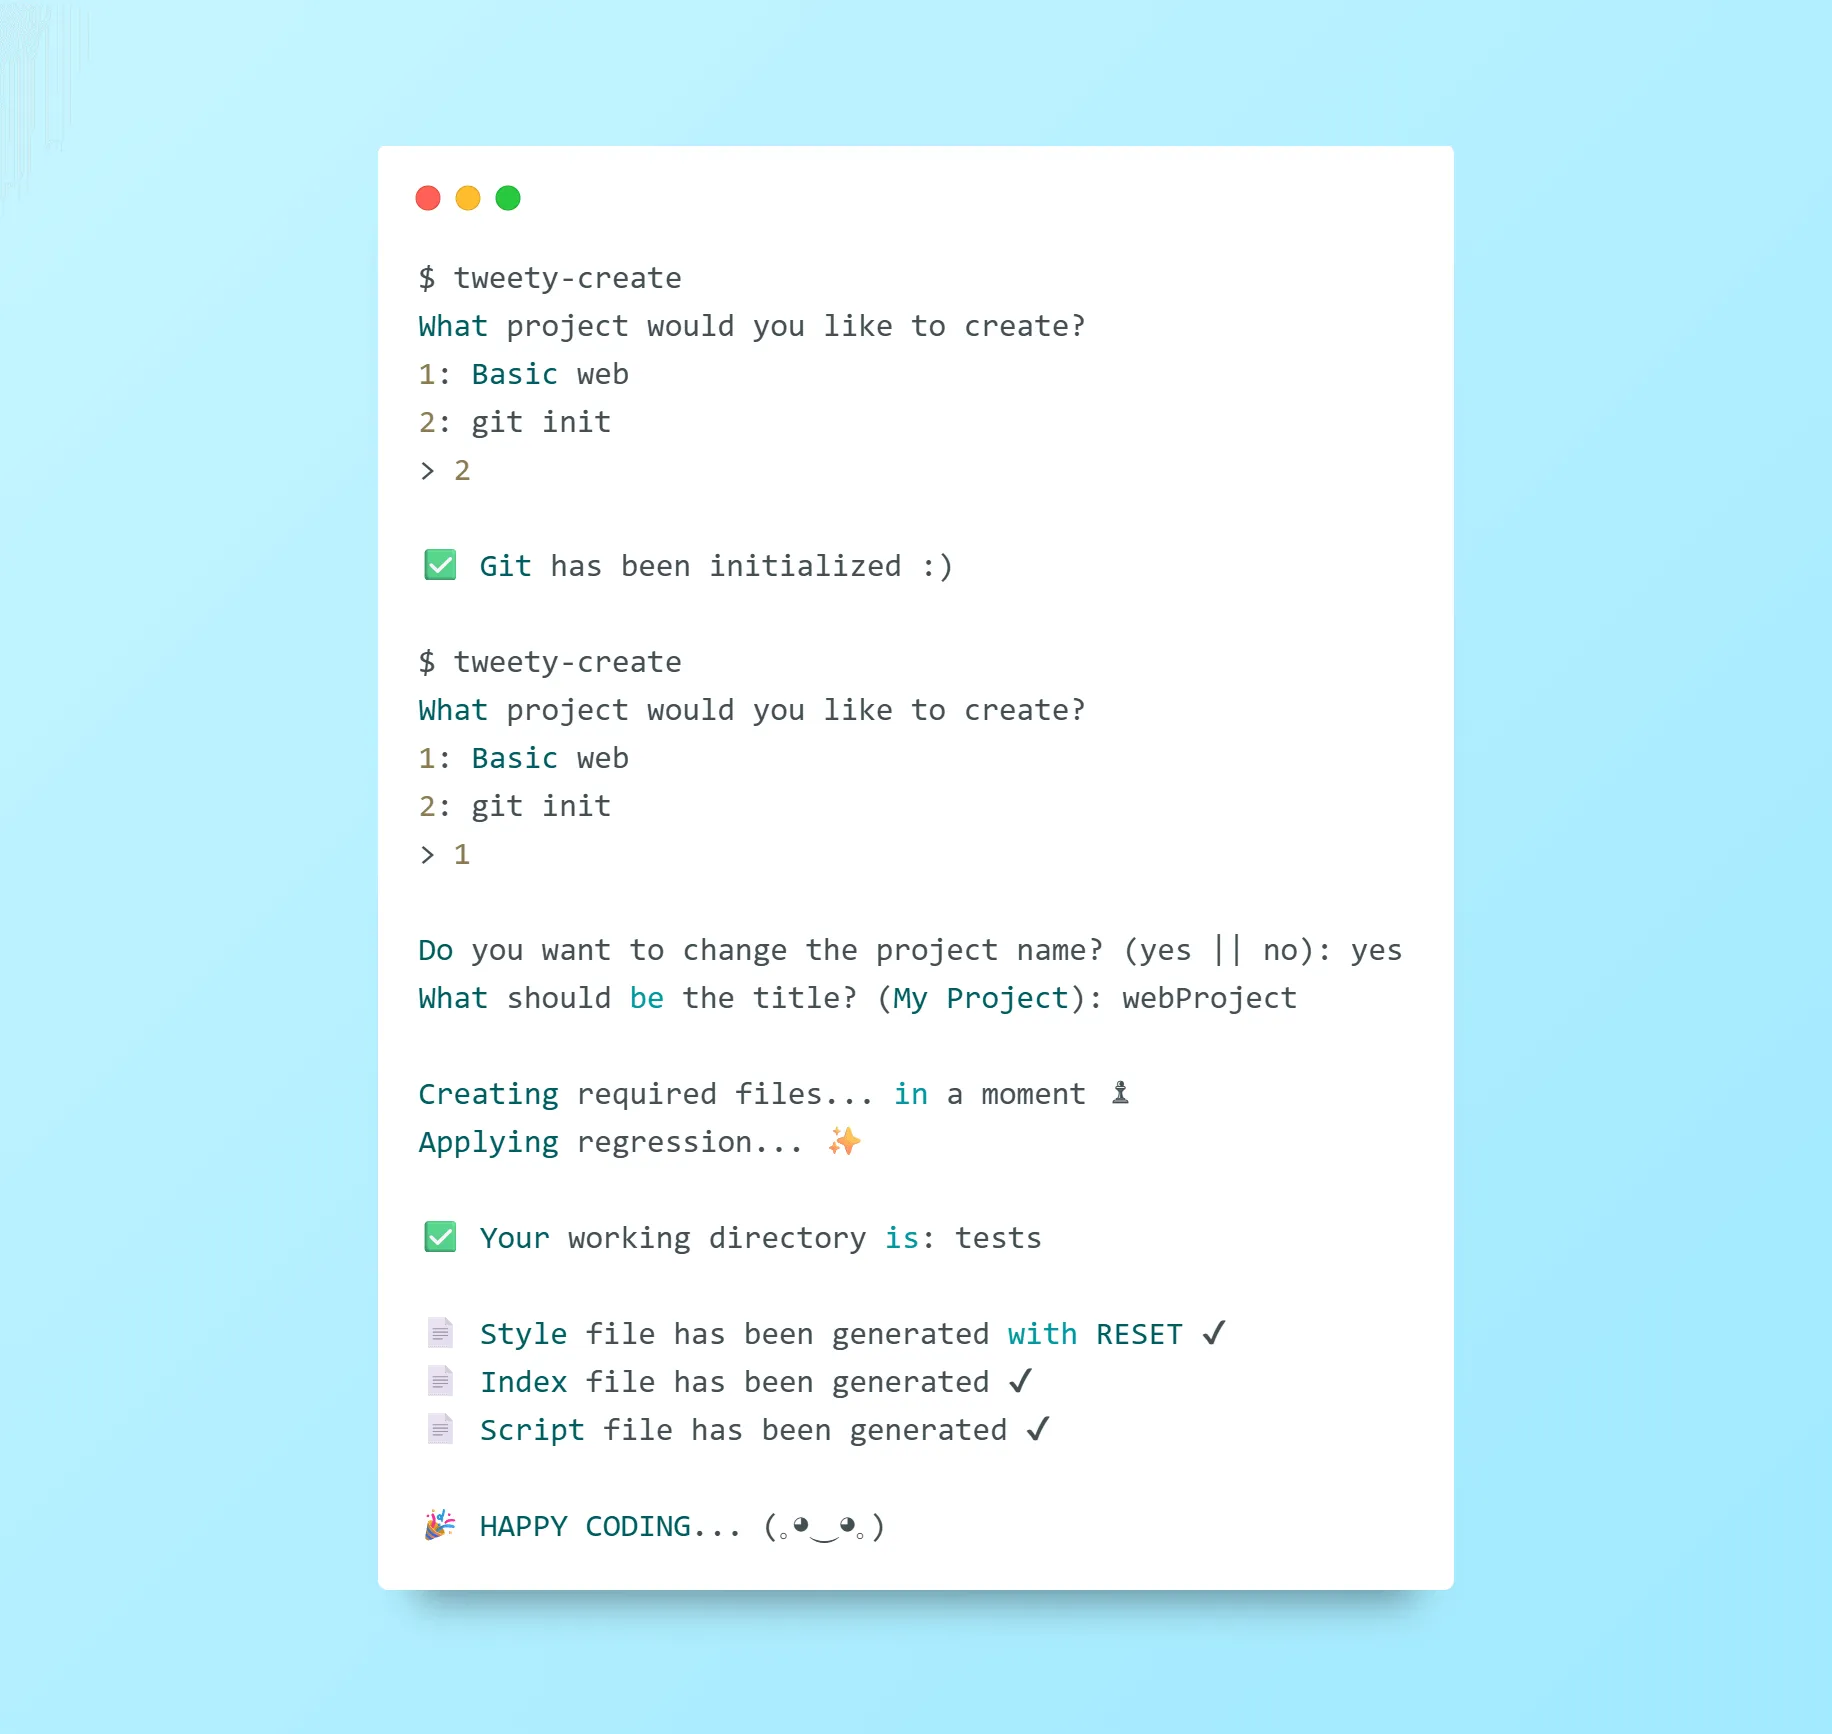 $ tweety-create
What project would you like to create?
1: Basic web
2: git init
> 2
✅ Git has been initialized :)
$ tweety-create
What project would you like to create?
1: Basic web
2: git init
> 1
Do you want to change the project name? (yes || no): yes
What should be the title? (My Project): webProject
Creating required files... in a moment ♟
Applying regression... ✨
✅ Your working directory is: tests
📄 Style file has been generated with RESET ✔
📄 Index file has been generated ✔
📄 Script file has been generated ✔
🎉 HAPPY CODING... (｡◕‿◕｡)